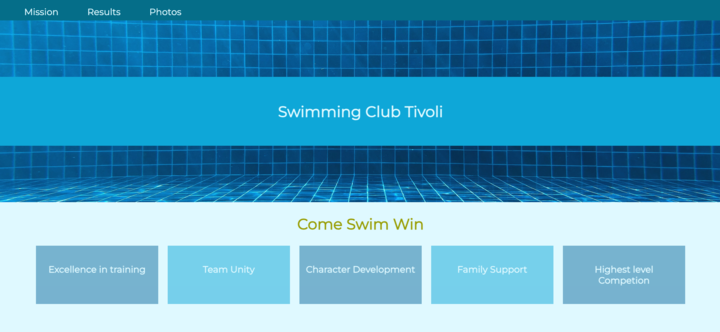 Mission Results Photos
Swimming Club Tivoli
Come Swim Win
Excellence in training
Team Unity
Character Development
Family Support
Highest level
Competion